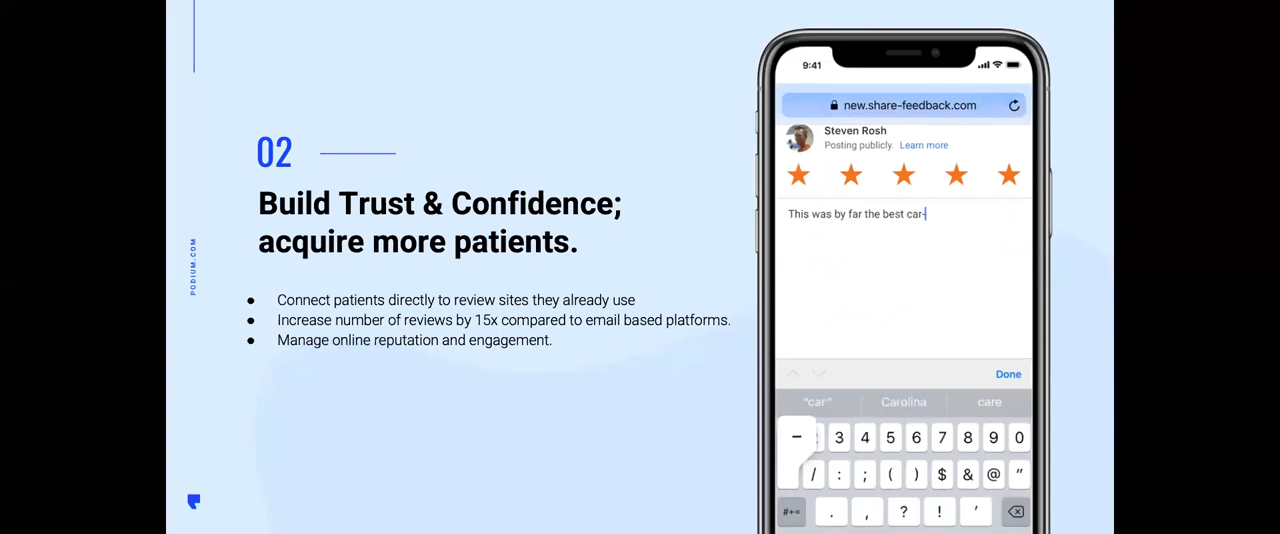 02
Build Trust & Confidence;
acquire more patients.
● Connect patients directly to review sites they already use
● Increase number of reviews by 15x compared to email based platforms.
● Manage online reputation and engagement.
PODIUM.COM
9:41
new.share-feedback.com
Steven Rosh
Posting publicly. Learn more
This was by far the best car-
Done
“car” Carolina care
– 3 4 5 6 7 8 9 0
/ : ; ( ) $ & @ ”
#+= . , ? ! ’